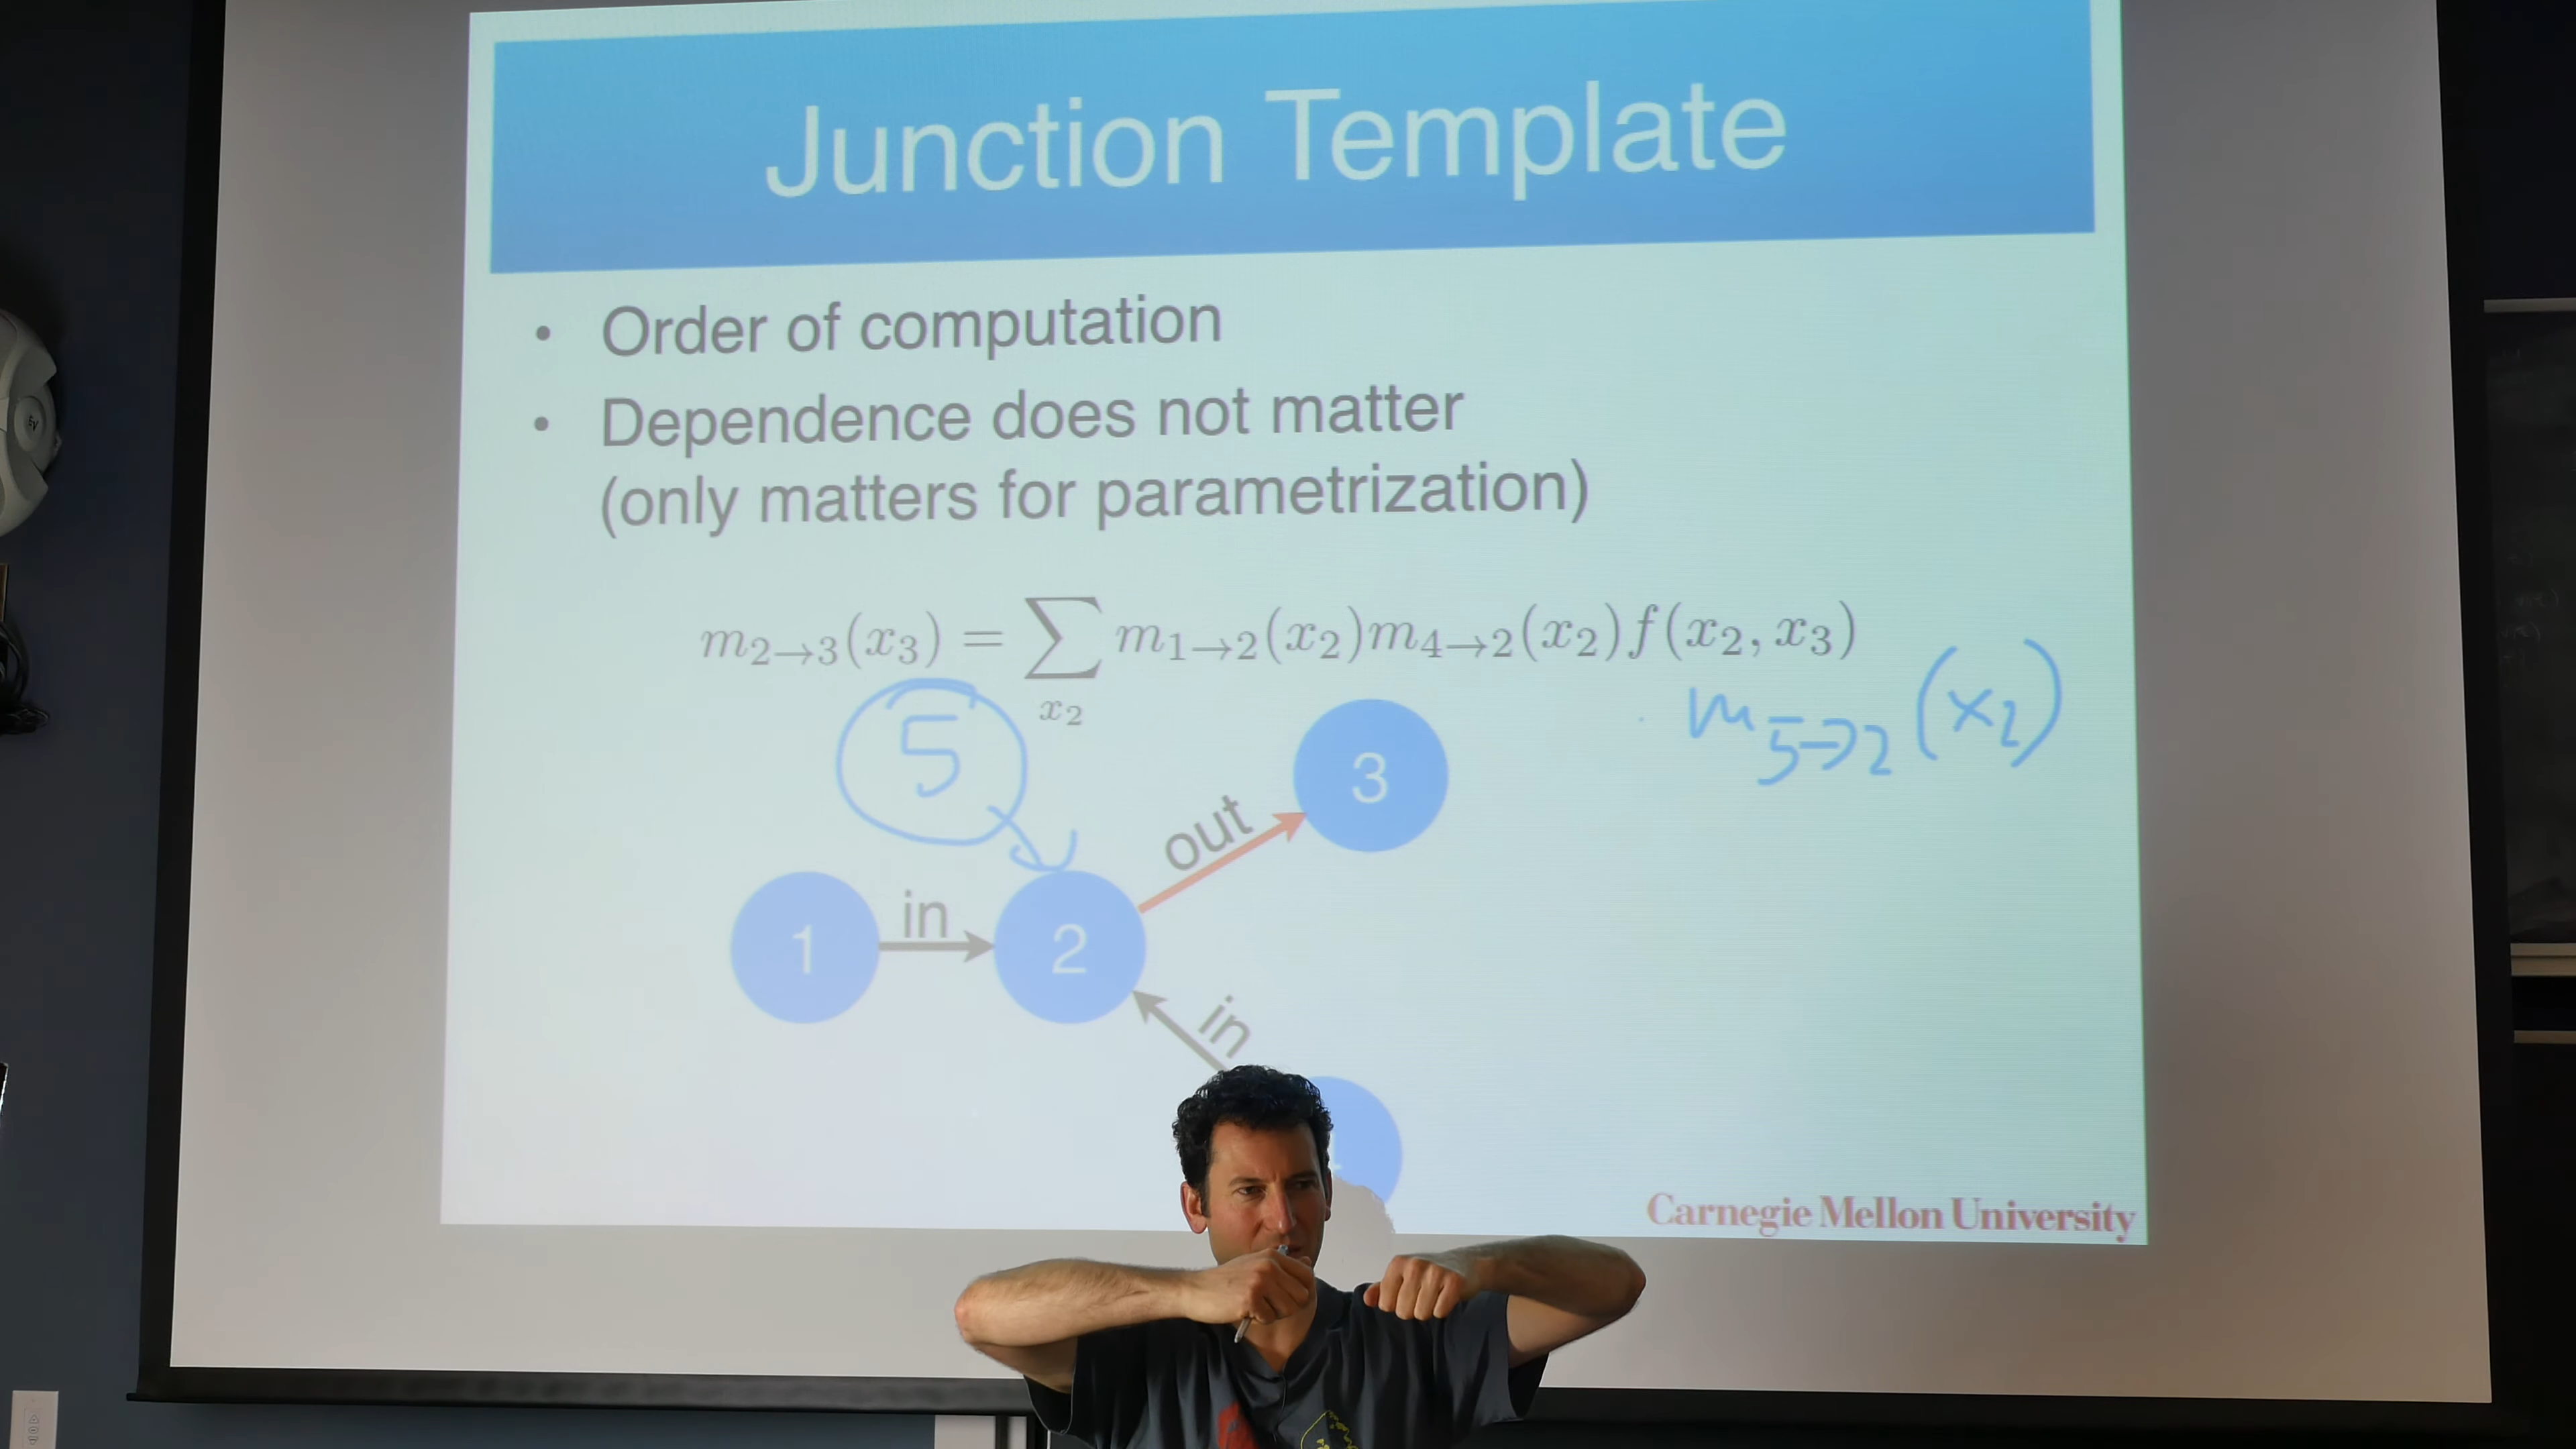 Junction Template
• Order of computation
• Dependence does not matter
(only matters for parametrization)
m₂→₃(x₃) = ∑ m₁→₂(x₂)m₄→₂(x₂)f(x₂, x₃)
x₂
m₅→₂(x₂)
5
3
out
in
1
2
in
Carnegie Mellon University